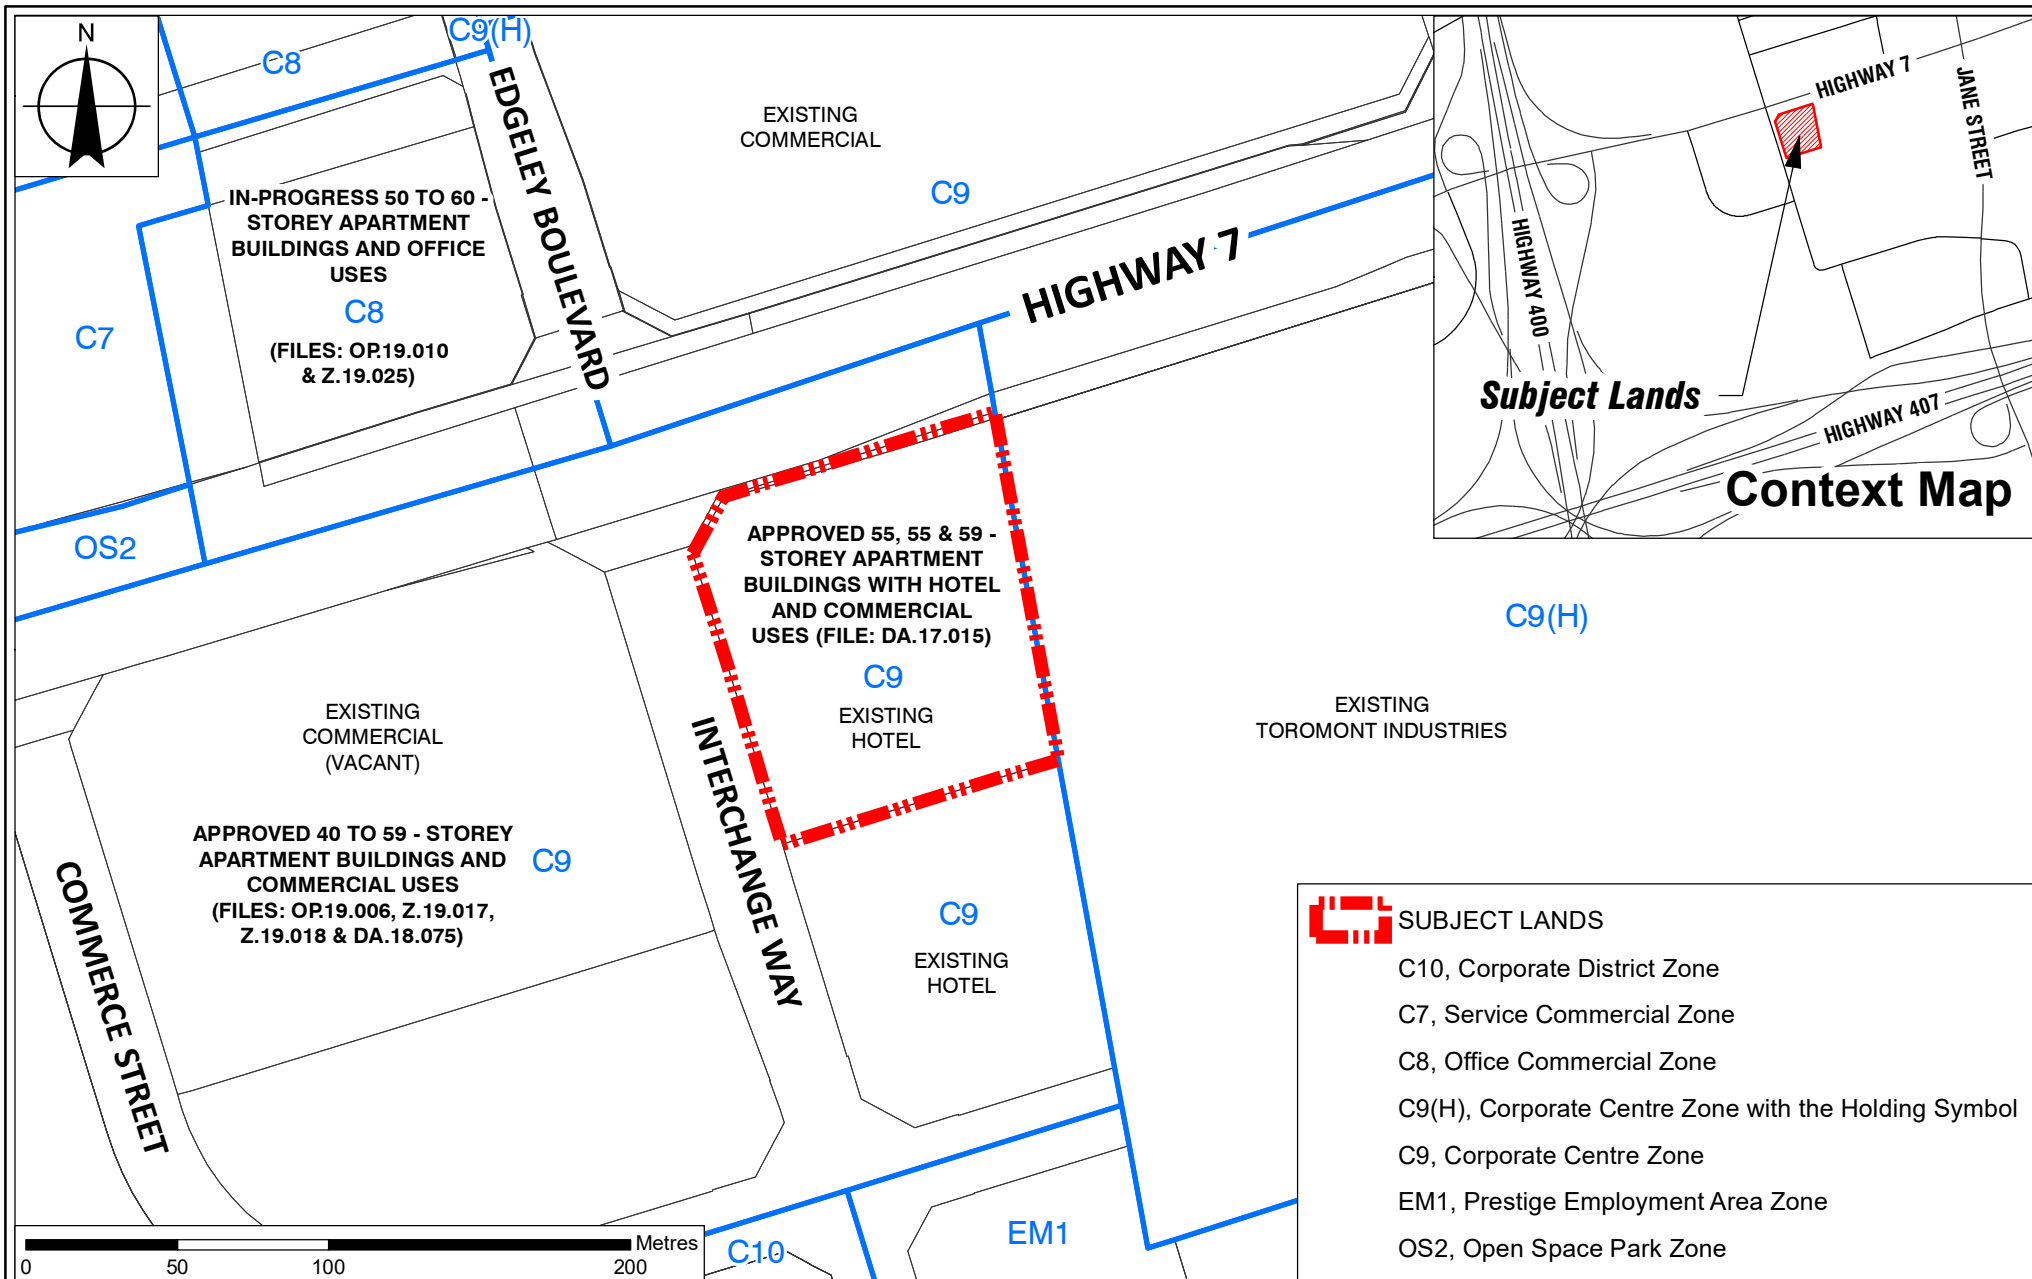 N
C8
C9(H)
EDGELEY BOULEVARD
EXISTING
COMMERCIAL
C9
IN-PROGRESS 50 TO 60 -
STOREY APARTMENT
BUILDINGS AND OFFICE
USES
C8
(FILES: OP.19.010
& Z.19.025)
C7
HIGHWAY 7
OS2
APPROVED 55, 55 & 59 -
STOREY APARTMENT
BUILDINGS WITH HOTEL
AND COMMERCIAL
USES (FILE: DA.17.015)
C9
EXISTING
HOTEL
C9(H)
EXISTING
TOROMONT INDUSTRIES
EXISTING
COMMERCIAL
(VACANT)
APPROVED 40 TO 59 - STOREY
APARTMENT BUILDINGS AND
COMMERCIAL USES
(FILES: OP.19.006, Z.19.017,
Z.19.018 & DA.18.075)
C9
INTERCHANGE WAY
COMMERCE STREET
C9
EXISTING
HOTEL
C10
EM1
0 50 100 200 Metres
HIGHWAY 7
JANE STREET
HIGHWAY 400
Subject Lands
HIGHWAY 407
Context Map
SUBJECT LANDS
C10, Corporate District Zone
C7, Service Commercial Zone
C8, Office Commercial Zone
C9(H), Corporate Centre Zone with the Holding Symbol
C9, Corporate Centre Zone
EM1, Prestige Employment Area Zone
OS2, Open Space Park Zone